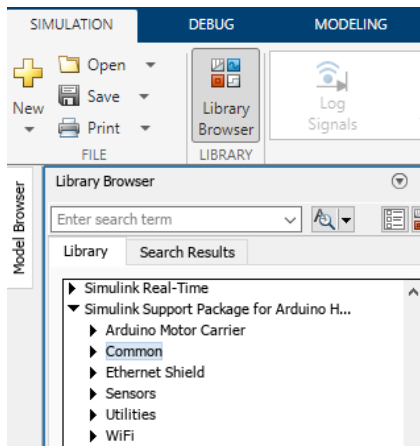 SIMULATION DEBUG MODELING
New
Open
Save
Print
Library
Browser
Log
Signals
FILE LIBRARY
Model Browser
Library Browser
Enter search term
Library Search Results
Simulink Real-Time
Simulink Support Package for Arduino H...
Arduino Motor Carrier
Common
Ethernet Shield
Sensors
Utilities
WiFi